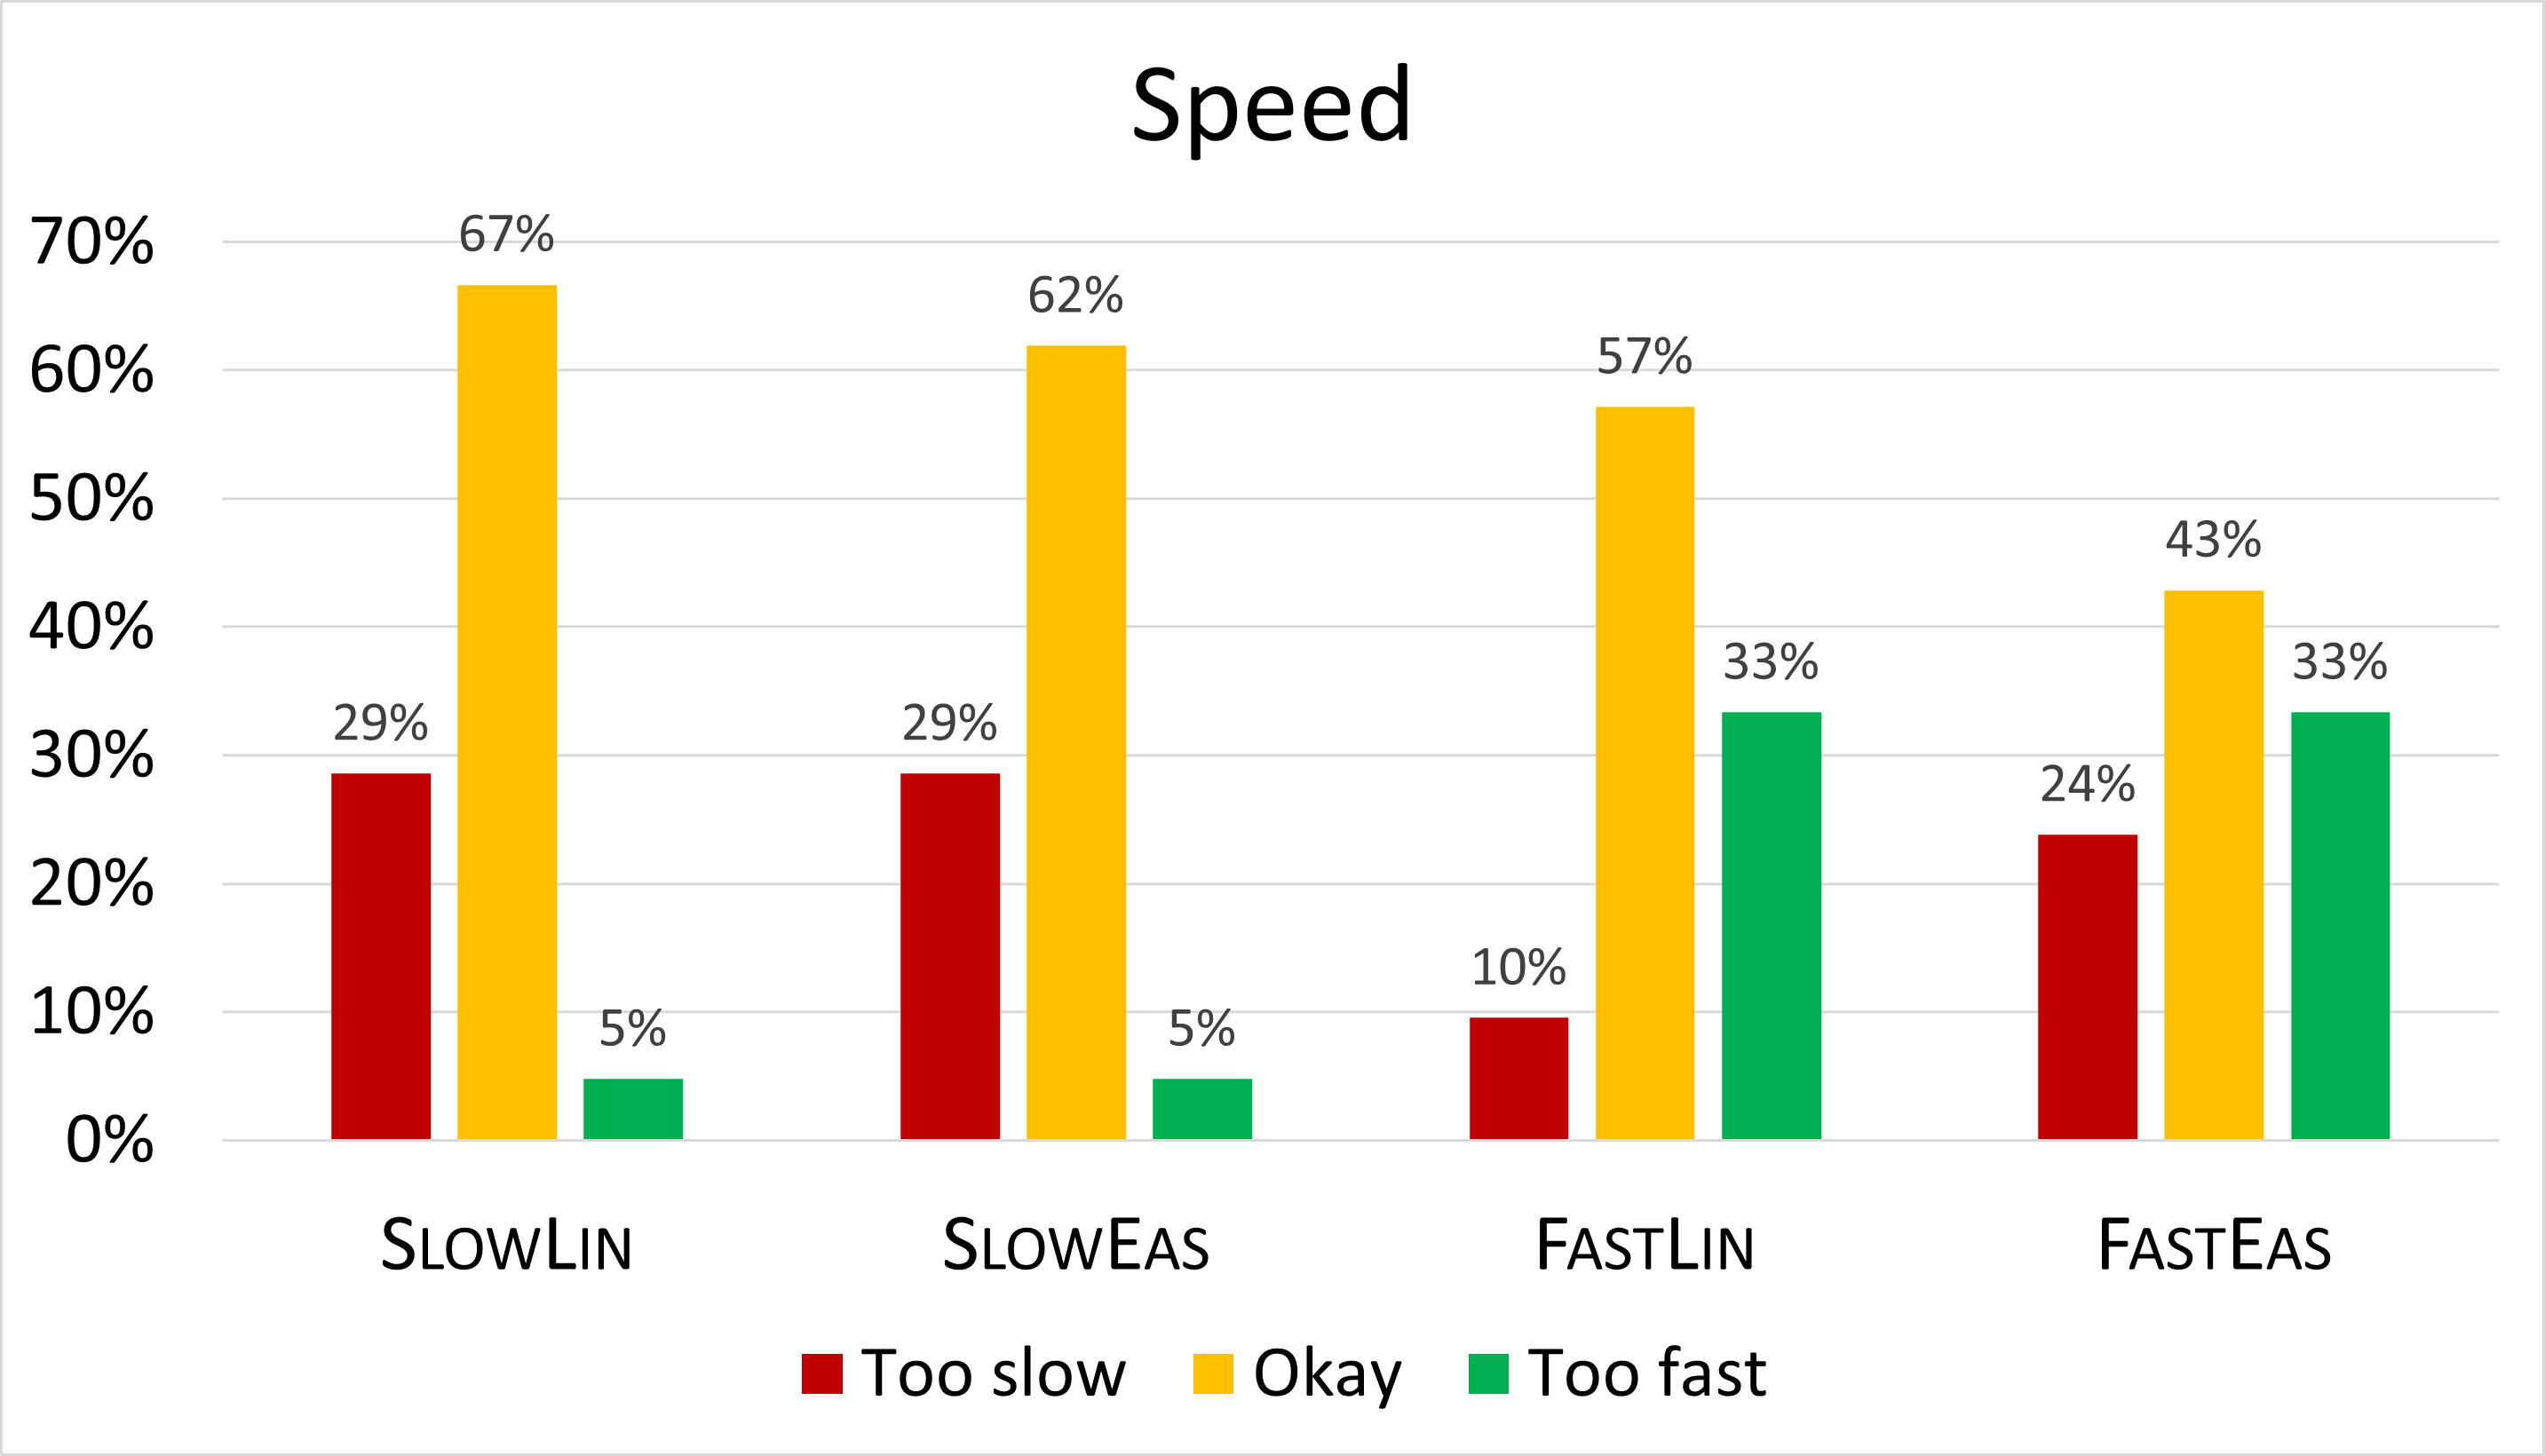 Speed
70%
60%
50%
40%
30%
20%
10%
0%
29%
67%
5%
29%
62%
5%
10%
57%
33%
24%
43%
33%
SLOWLIN
SLOWEAS
FASTLIN
FASTEAS
Too slow
Okay
Too fast